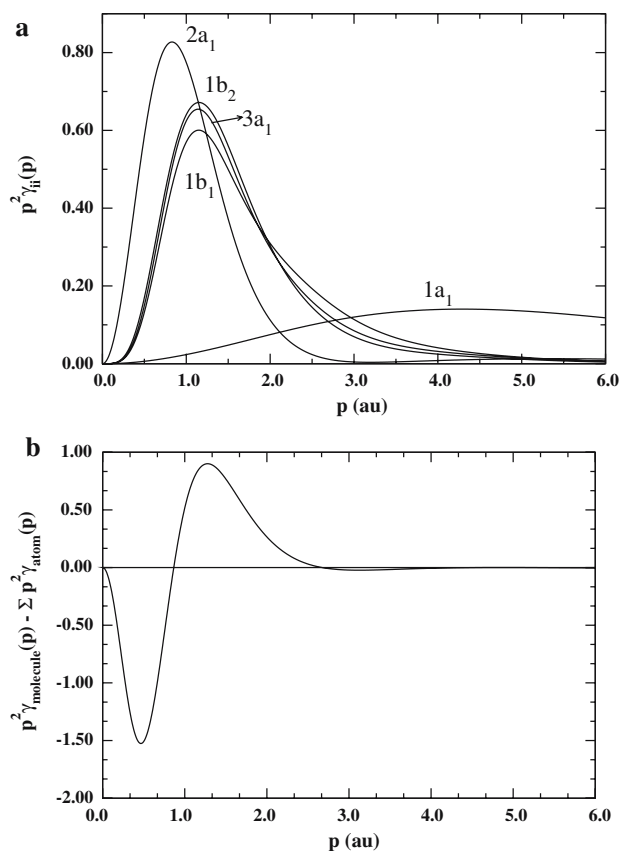 a
0.80
0.60
0.40
0.20
0.00
p²γᵢᵢ(p)
2a₁
1b₂
3a₁
1b₁
1a₁
0.0 1.0 2.0 3.0 4.0 5.0 6.0
p (au)
b
1.00
0.50
0.00
-0.50
-1.00
-1.50
-2.00
p²γmolecule(p) - Σ p²γatom(p)
0.0 1.0 2.0 3.0 4.0 5.0 6.0
p (au)